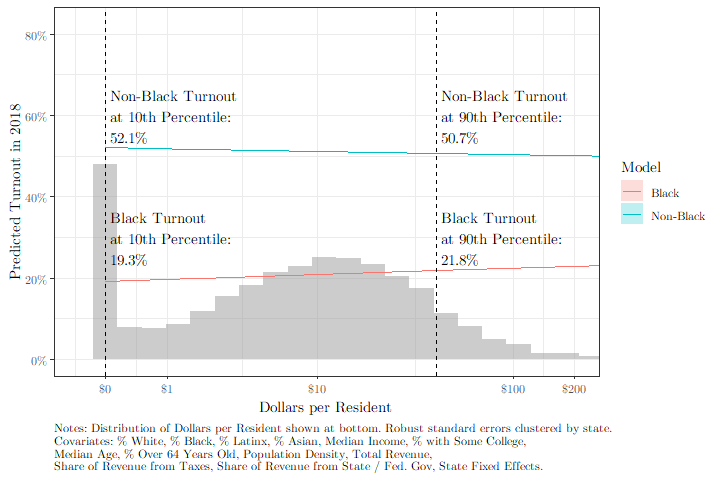 80%
60%
40%
20%
0%
Predicted Turnout in 2018
Non-Black Turnout
at 10th Percentile:
52.1%
Non-Black Turnout
at 90th Percentile:
50.7%
Black Turnout
at 10th Percentile:
19.3%
Black Turnout
at 90th Percentile:
21.8%
Model
Black
Non-Black
$0
$1
$10
$100
$200
Dollars per Resident
Notes: Distribution of Dollars per Resident shown at bottom. Robust standard errors clustered by state.
Covariates: % White, % Black, % Latinx, % Asian, Median Income, % with Some College,
Median Age, % Over 64 Years Old, Population Density, Total Revenue,
Share of Revenue from Taxes, Share of Revenue from State / Fed. Gov, State Fixed Effects.